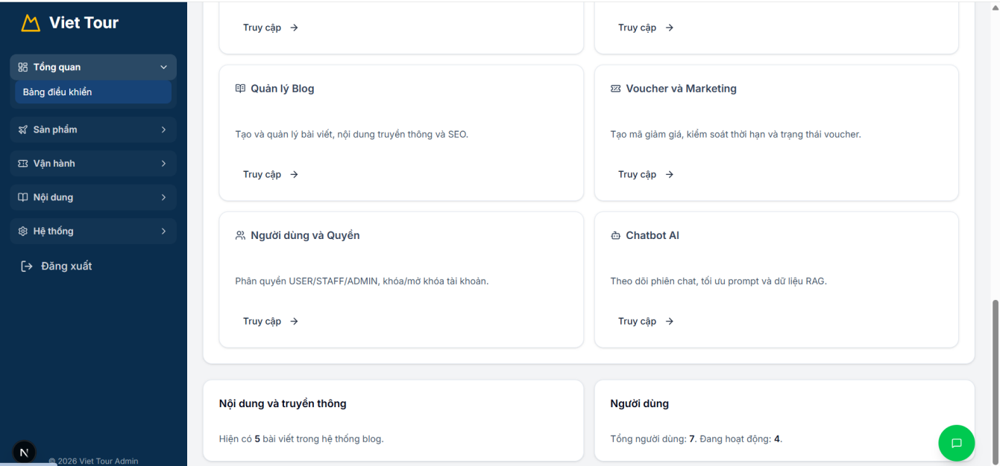 Viet Tour
Tổng quan
Bảng điều khiển
Sản phẩm
Vận hành
Nội dung
Hệ thống
Đăng xuất
N
© 2026 Viet Tour Admin
Truy cập →
Truy cập →
Quản lý Blog
Tạo và quản lý bài viết, nội dung truyền thông và SEO.
Truy cập →
Voucher và Marketing
Tạo mã giảm giá, kiểm soát thời hạn và trạng thái voucher.
Truy cập →
Người dùng và Quyền
Phân quyền USER/STAFF/ADMIN, khóa/mở khóa tài khoản.
Truy cập →
Chatbot AI
Theo dõi phiên chat, tối ưu prompt và dữ liệu RAG.
Truy cập →
Nội dung và truyền thông
Hiện có 5 bài viết trong hệ thống blog.
Người dùng
Tổng người dùng: 7. Đang hoạt động: 4.